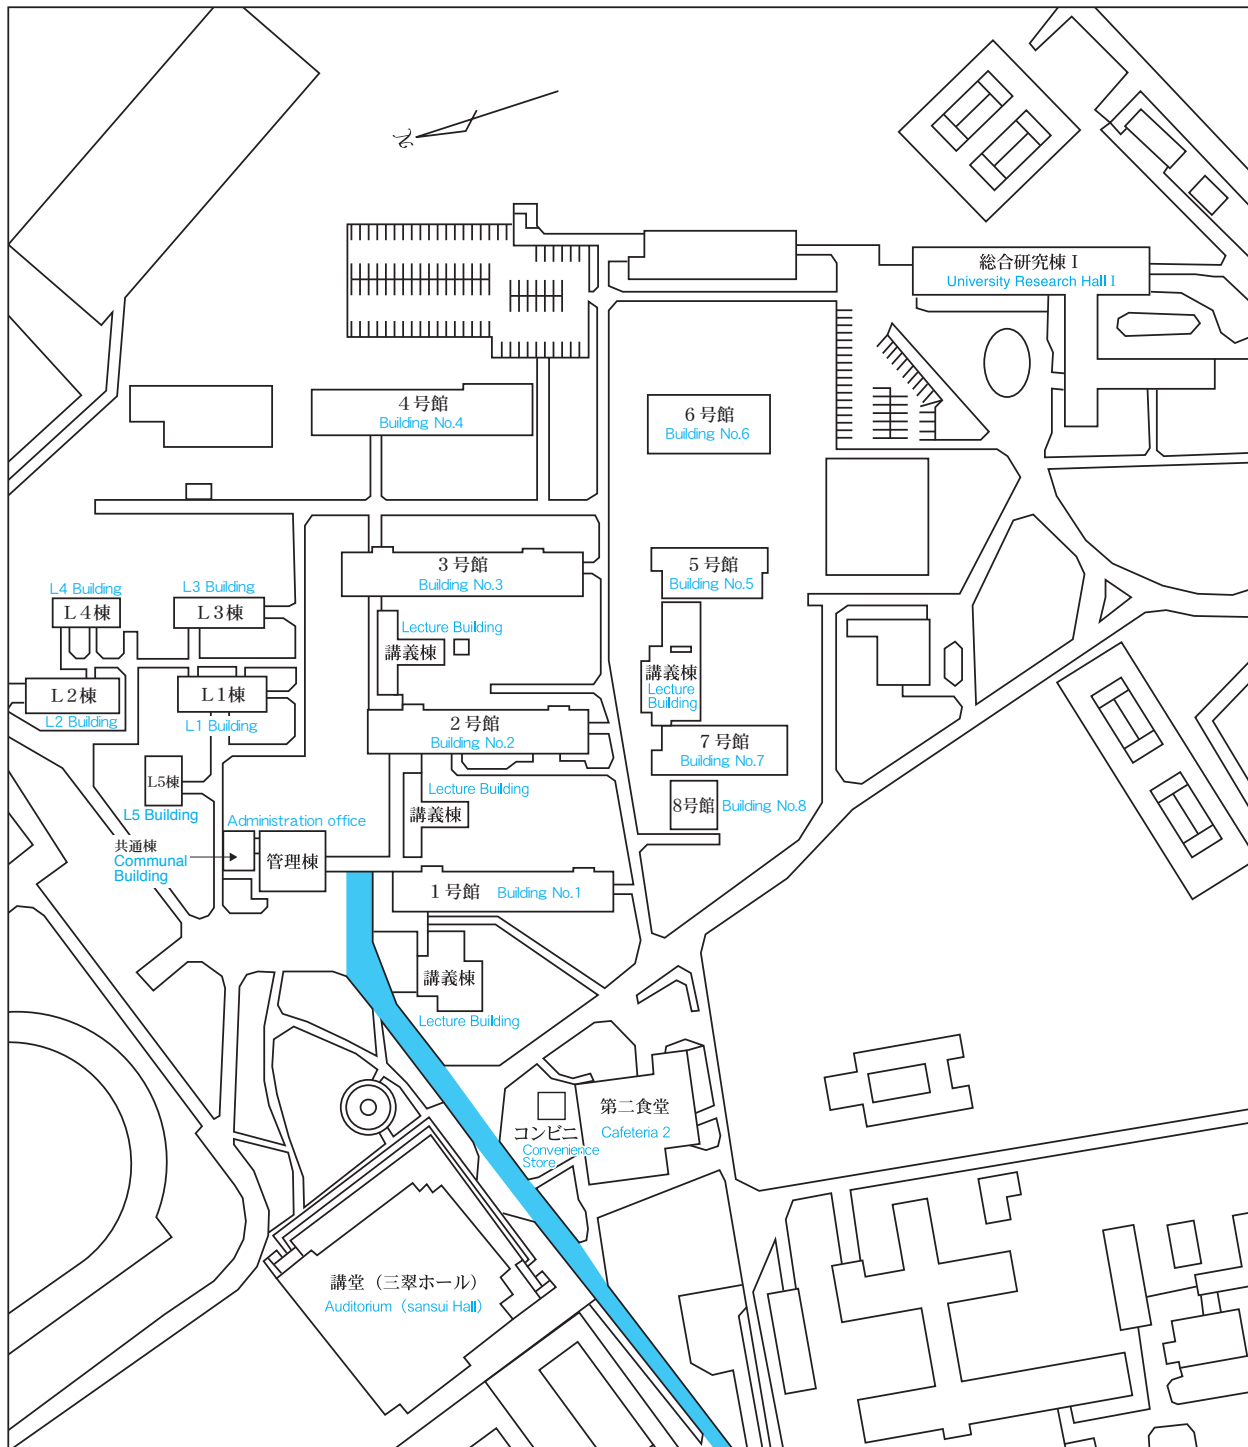 N
総合研究棟Ⅰ
University Research HallⅠ
4号館
Building No.4
6号館
Building No.6
3号館
Building No.3
5号館
Building No.5
L4 Building
L4棟
L3 Building
L3棟
Lecture Building
講義棟
講義棟
Lecture
Building
L2棟
L2 Building
L1棟
L1 Building
2号館
Building No.2
7号館
Building No.7
L5棟
L5 Building
Lecture Building
講義棟
8号館 Building No.8
Administration office
管理棟
共通棟
Communal
Building
1号館 Building No.1
講義棟
Lecture Building
第二食堂
Cafeteria 2
コンビニ
Convenience
Store
講堂（三翠ホール）
Auditorium（sansui Hall）